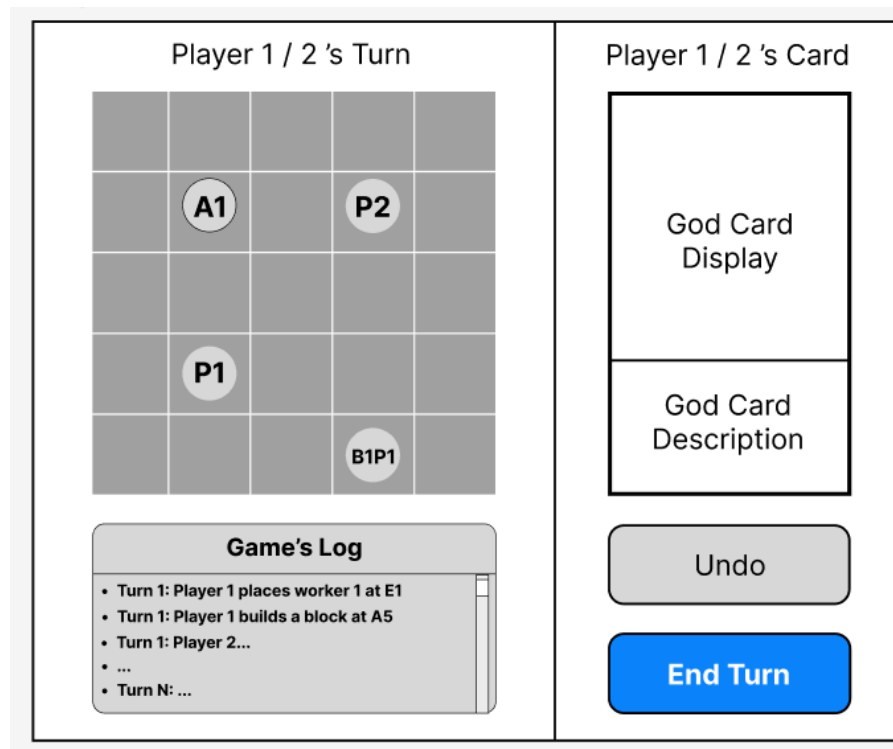 Player 1 / 2 ’s Turn
A1
P2
P1
B1P1
Game’s Log
• Turn 1: Player 1 places worker 1 at E1
• Turn 1: Player 1 builds a block at A5
• Turn 1: Player 2...
• ...
• Turn N: ...
Player 1 / 2 ’s Card
God Card
Display
God Card
Description
Undo
End Turn